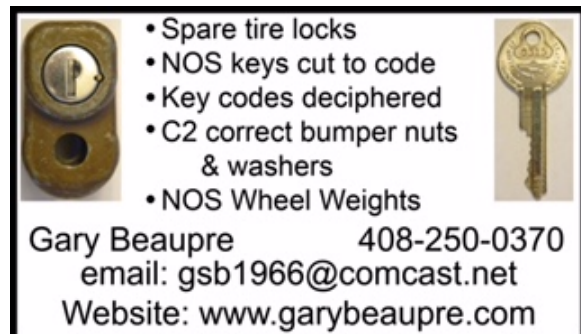 • Spare tire locks
• NOS keys cut to code
• Key codes deciphered
• C2 correct bumper nuts
& washers
• NOS Wheel Weights
Gary Beaupre 408-250-0370
email: gsb1966@comcast.net
Website: www.garybeaupre.com